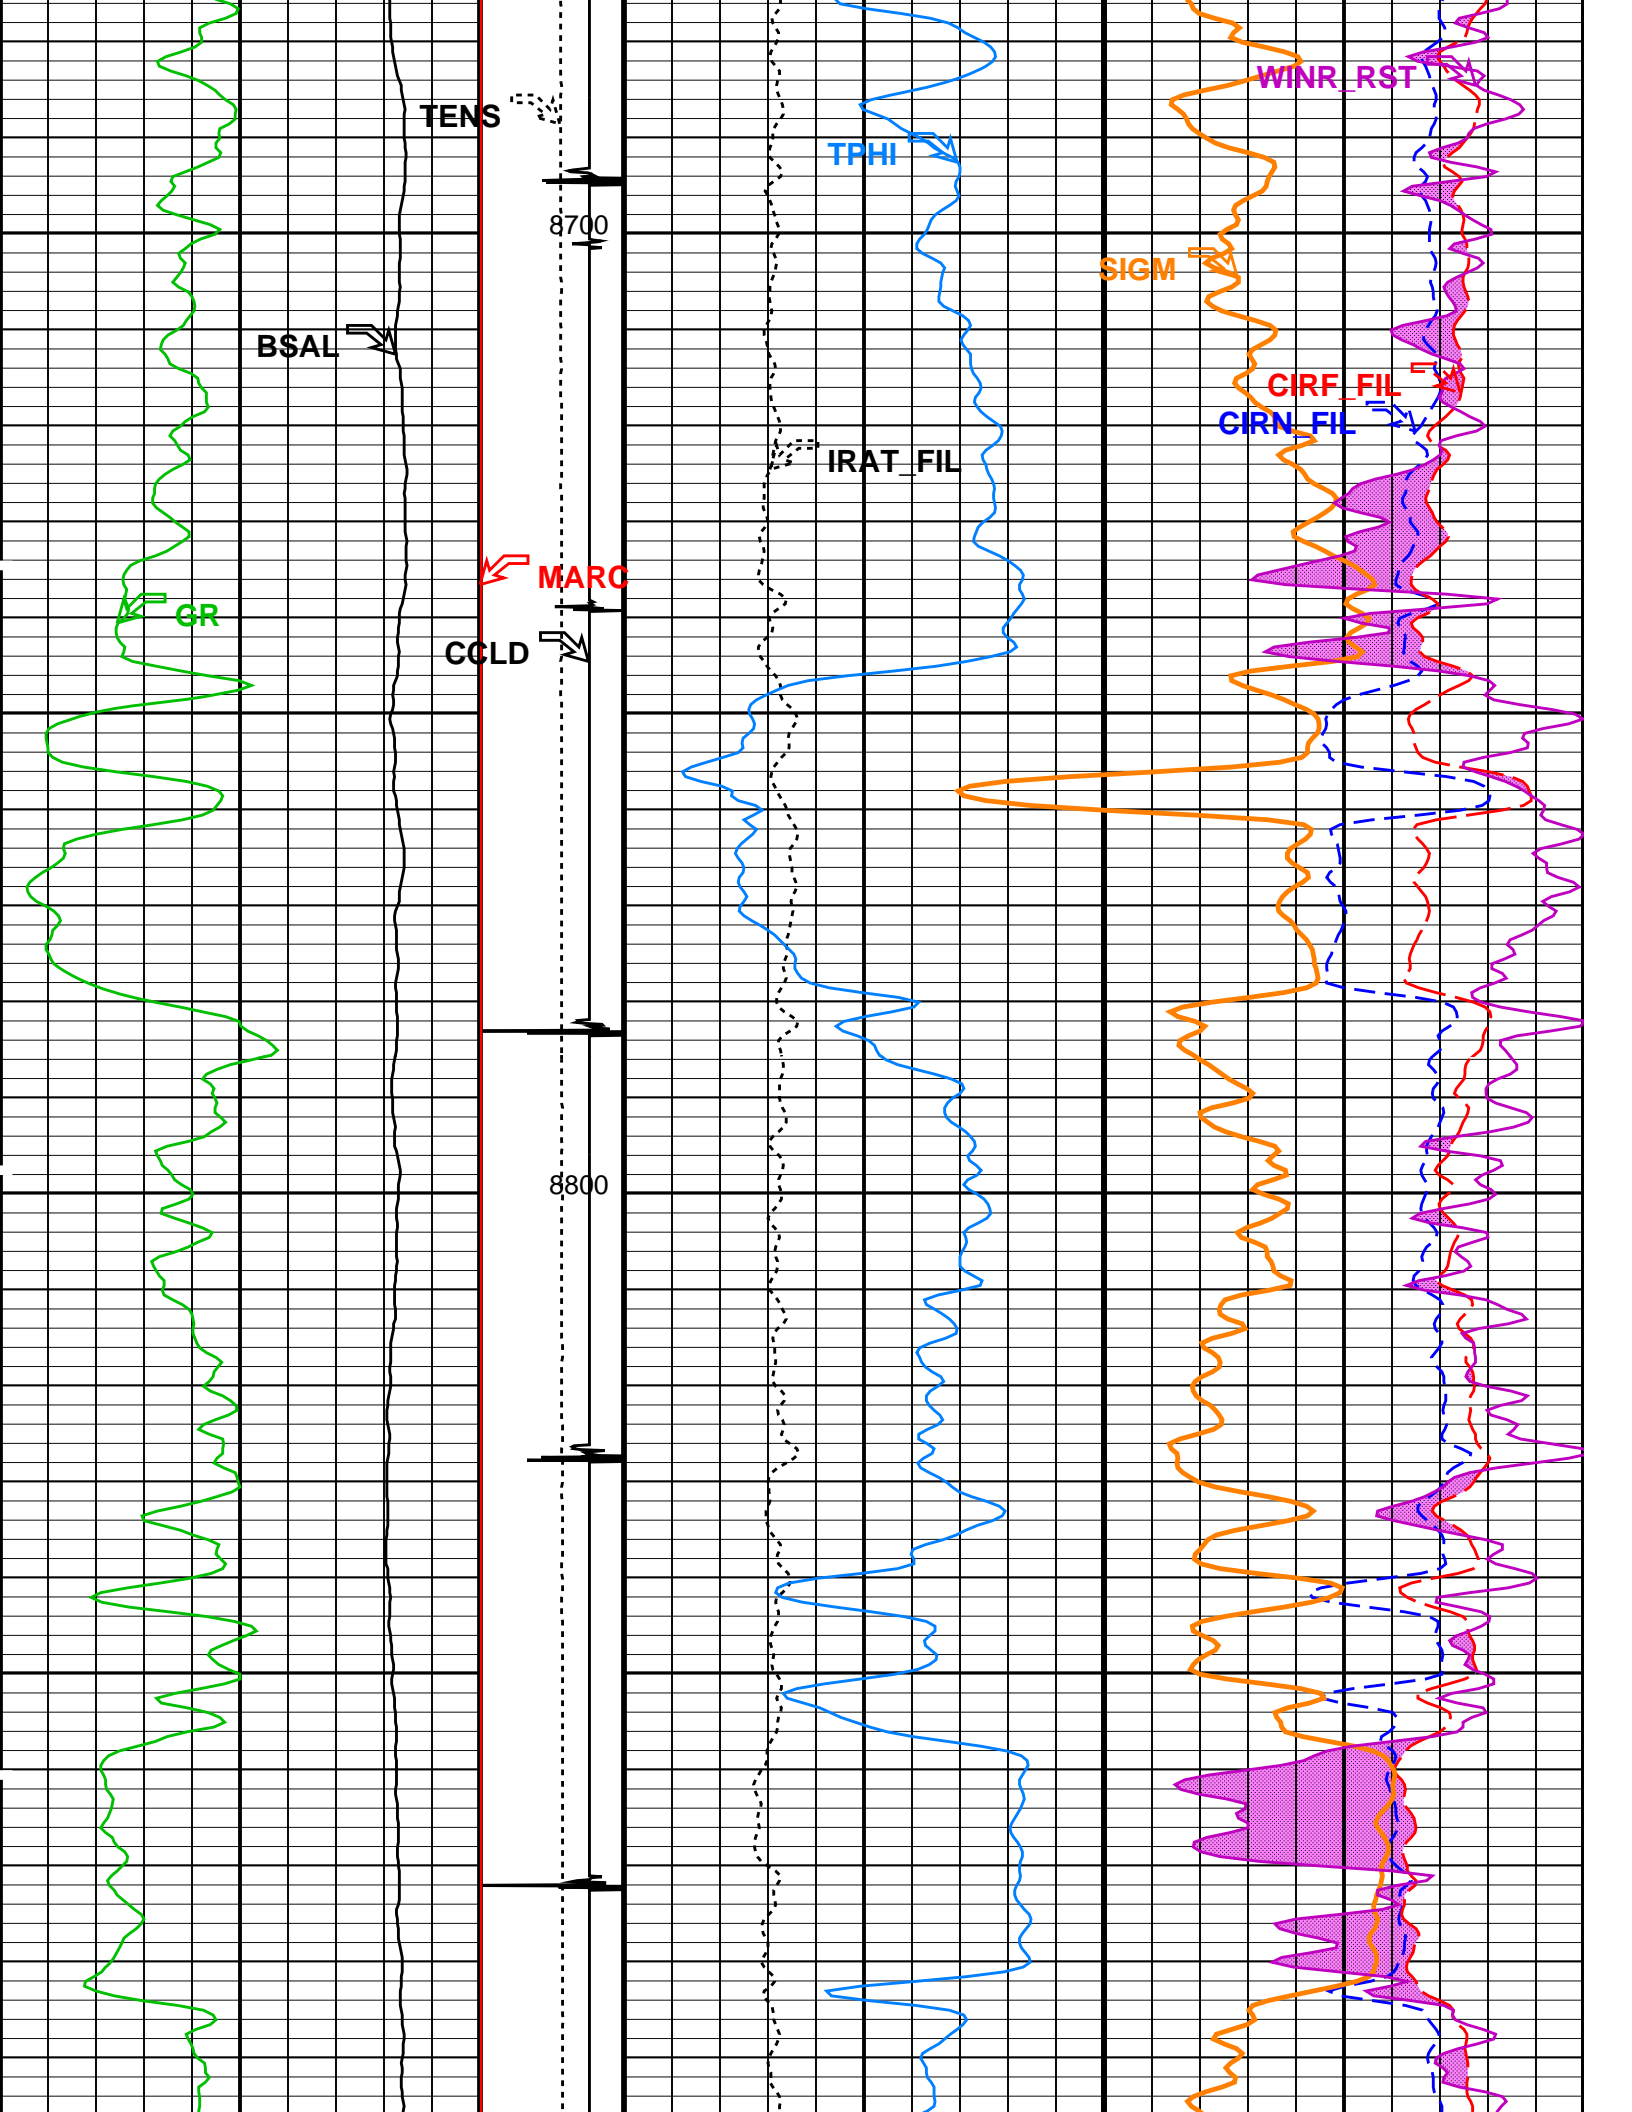 WINR_RST
TENS
TPHI
8700
SIGM
BSAL
CIRF_FIL
CIRN_FIL
IRAT_FIL
MARC
GR
CCLD
8800